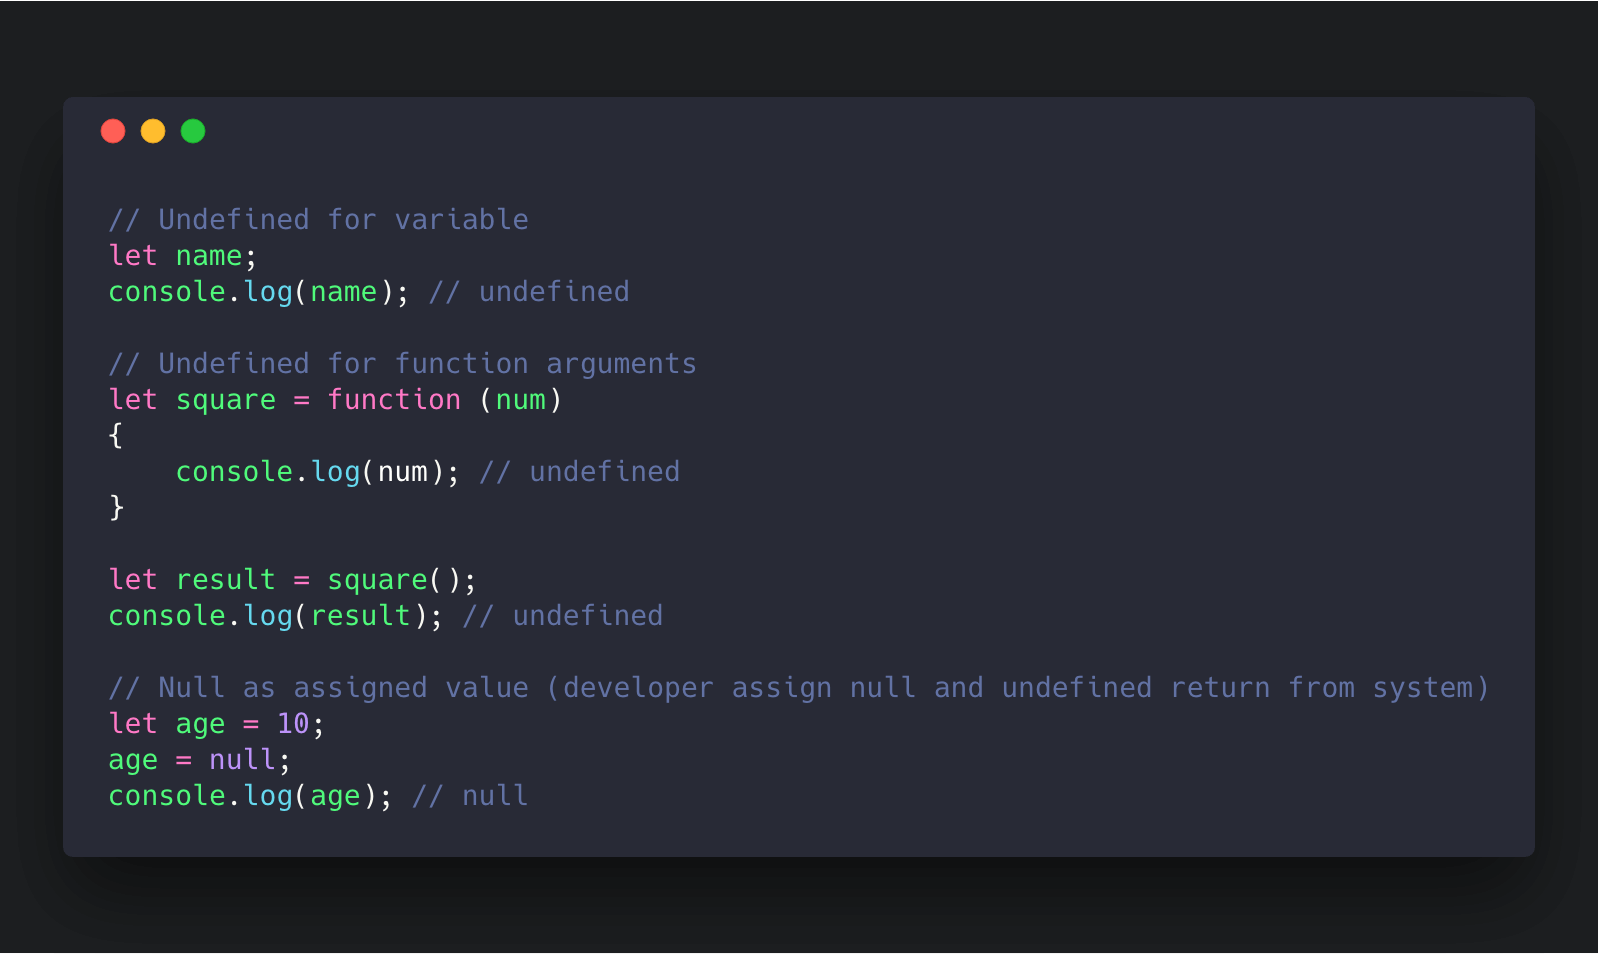 // Undefined for variable
let name;
console.log(name); // undefined

// Undefined for function arguments
let square = function (num)
{
    console.log(num); // undefined
}

let result = square();
console.log(result); // undefined

// Null as assigned value (developer assign null and undefined return from system)
let age = 10;
age = null;
console.log(age); // null